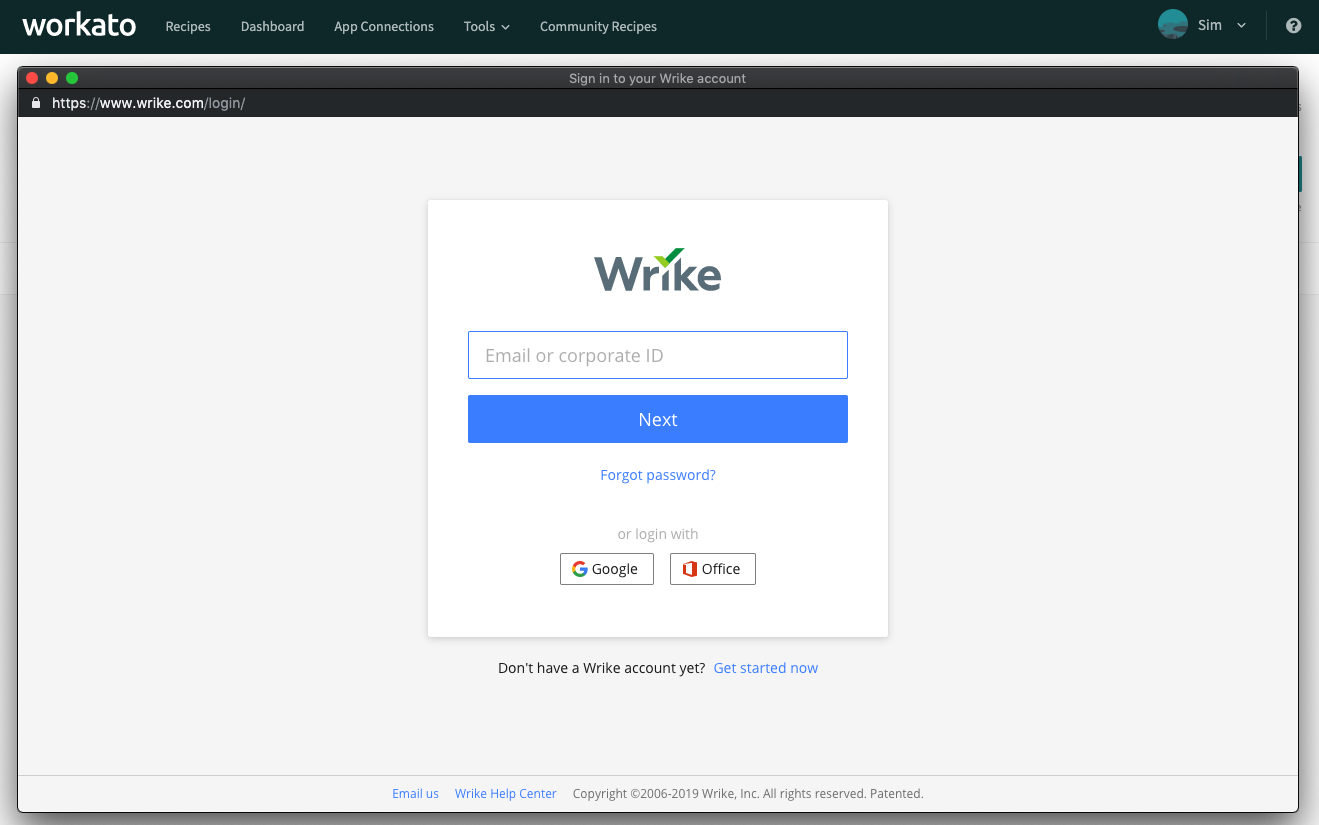 workato Recipes Dashboard App Connections Tools Community Recipes Sim
Sign in to your Wrike account
https://www.wrike.com/login/
Wrike
Email or corporate ID
Next
Forgot password?
or login with
Google Office
Don't have a Wrike account yet? Get started now
Email us Wrike Help Center Copyright ©2006-2019 Wrike, Inc. All rights reserved. Patented.